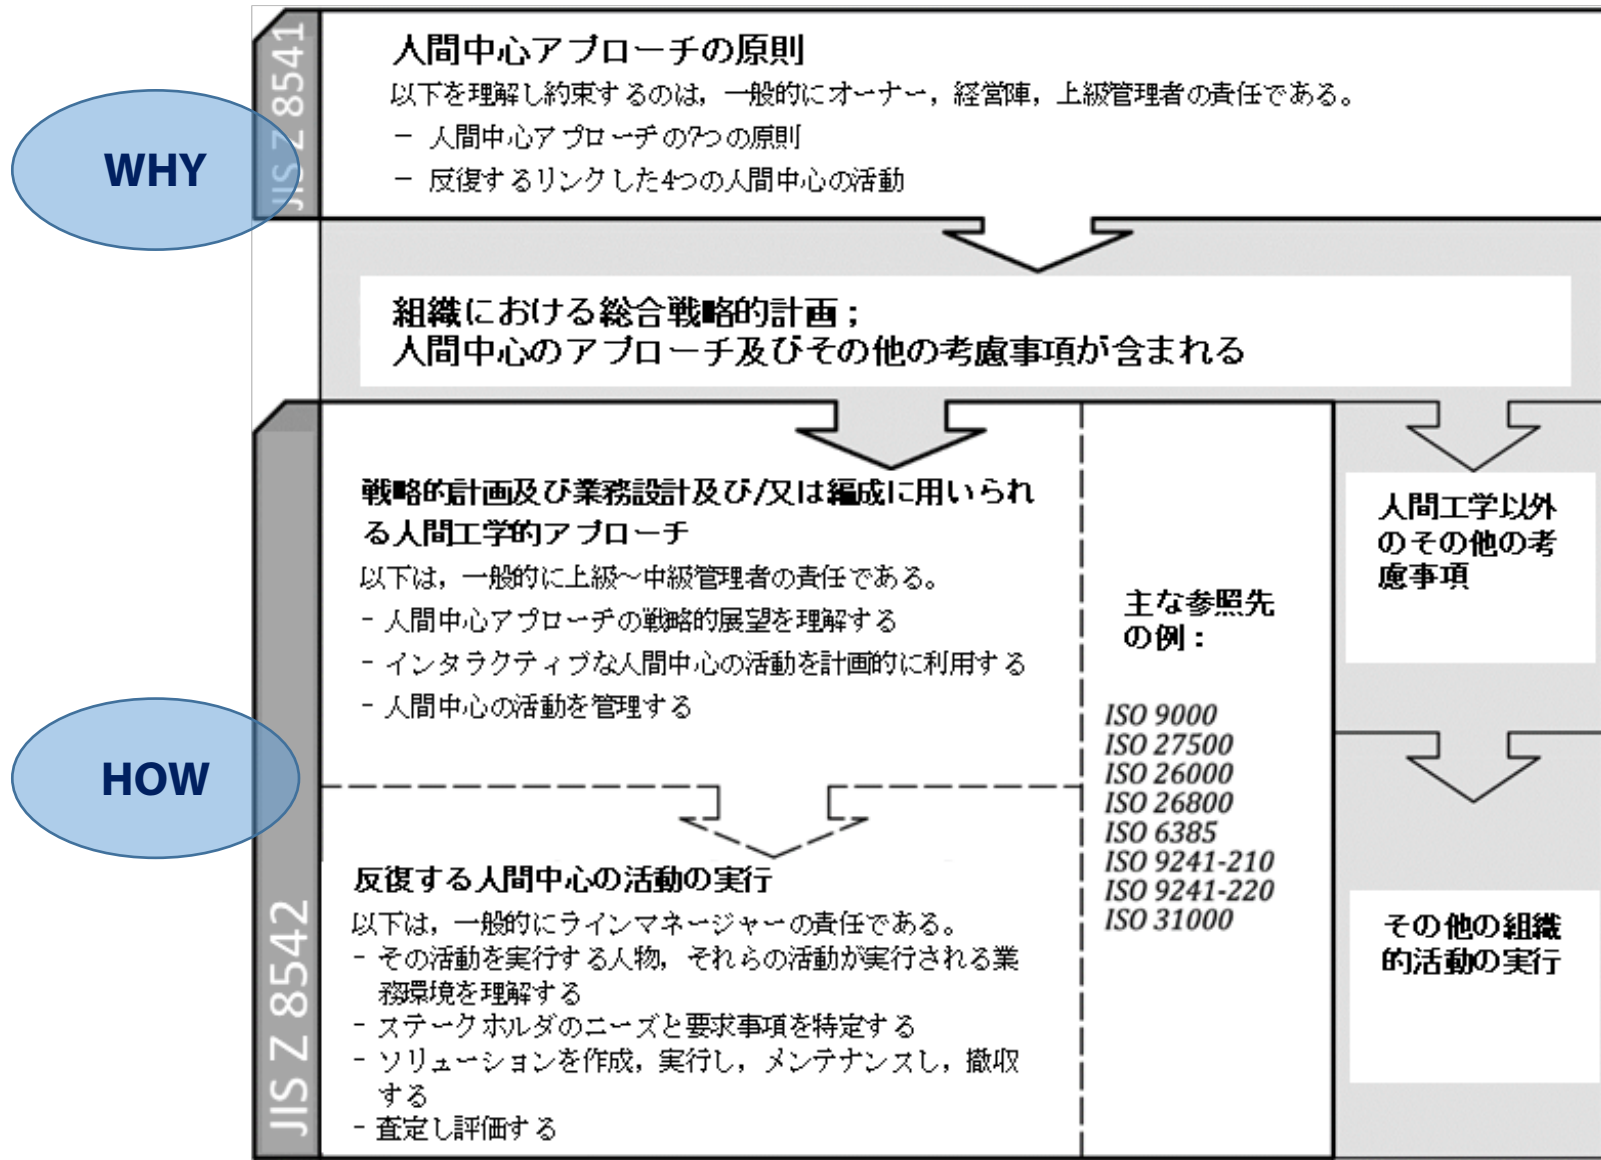 JIS Z 8541
WHY
人間中心アプローチの原則
以下を理解し約束するのは，一般的にオーナー，経営陣，上級管理者の責任である。
－ 人間中心アプローチの7つの原則
－ 反復するリンクした4つの人間中心の活動
組織における総合戦略的計画；
人間中心のアプローチ及びその他の考慮事項が含まれる
JIS Z 8542
HOW
戦略的計画及び業務設計及び/又は編成に用いられ
る人間工学的アプローチ
以下は，一般的に上級～中級管理者の責任である。
- 人間中心アプローチの戦略的展望を理解する
- インタラクティブな人間中心の活動を計画的に利用する
- 人間中心の活動を管理する
反復する人間中心の活動の実行
以下は，一般的にラインマネージャーの責任である。
- その活動を実行する人物，それらの活動が実行される業
務環境を理解する
- ステークホルダのニーズと要求事項を特定する
- ソリューションを作成，実行し，メンテナンスし，撤収
する
- 査定し評価する
主な参照先
の例：
ISO 9000
ISO 27500
ISO 26000
ISO 26800
ISO 6385
ISO 9241-210
ISO 9241-220
ISO 31000
人間工学以外
のその他の考
慮事項
その他の組織
的活動の実行